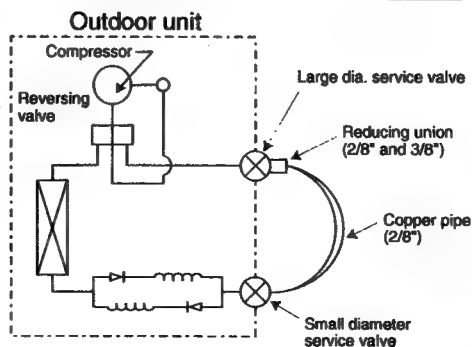 Outdoor unit
Compressor
Reversing
valve
Large dia. service valve
Reducing union
(2/8" and 3/8")
Copper pipe
(2/8")
Small diameter
service valve